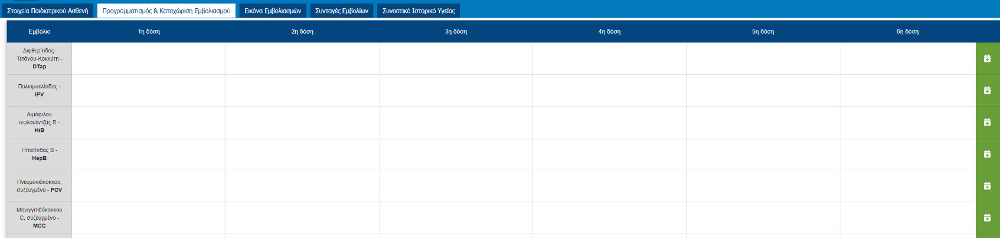 Στοιχεία Παιδιατρικού Ασθενή Προγραμματισμός & Καταχώριση Εμβολιασμού Εικόνα Εμβολιασμών Συνταγές Εμβολίων Συνοπτικό Ιστορικό Υγείας
Εμβόλιο 1η δόση 2η δόση 3η δόση 4η δόση 5η δόση 6η δόση
Διφθερίτιδας-
Τετάνου-Κοκκύτη -
DTap
Πολιομυελίτιδας -
IPV
Αιμόφιλου
ινφλουέντζας Β -
HiB
Ηπατίτιδας Β -
HepB
Πνευμονιόκοκκου,
συζευγμένο - PCV
Μηνιγγιτιδόκοκκου
C, συζευγμένο -
MCC